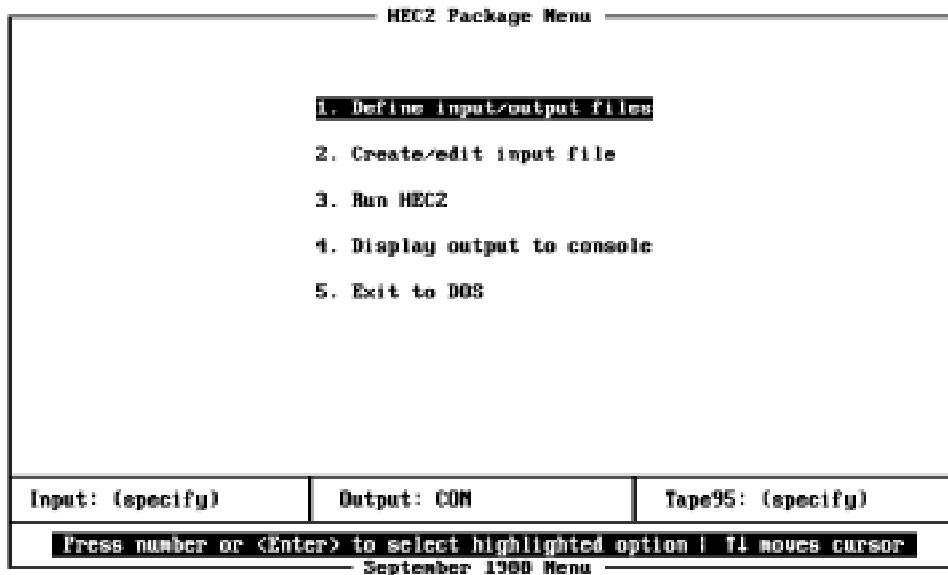 HEC2 Package Menu
1. Define input/output files
2. Create/edit input file
3. Run HEC2
4. Display output to console
5. Exit to DOS
Input: (specify)
Output: CON
Tape95: (specify)
Press number or <Enter> to select highlighted option | ↑↓ moves cursor
September 1988 Menu